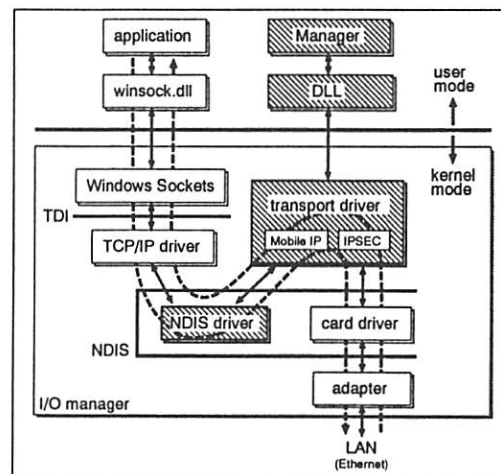 application
Manager
winsock.dll
DLL
user
mode
kernel
mode
Windows Sockets
transport driver
TDI
Mobile IP
IPSEC
TCP/IP driver
NDIS driver
card driver
NDIS
adapter
I/O manager
LAN
(Ethernet)